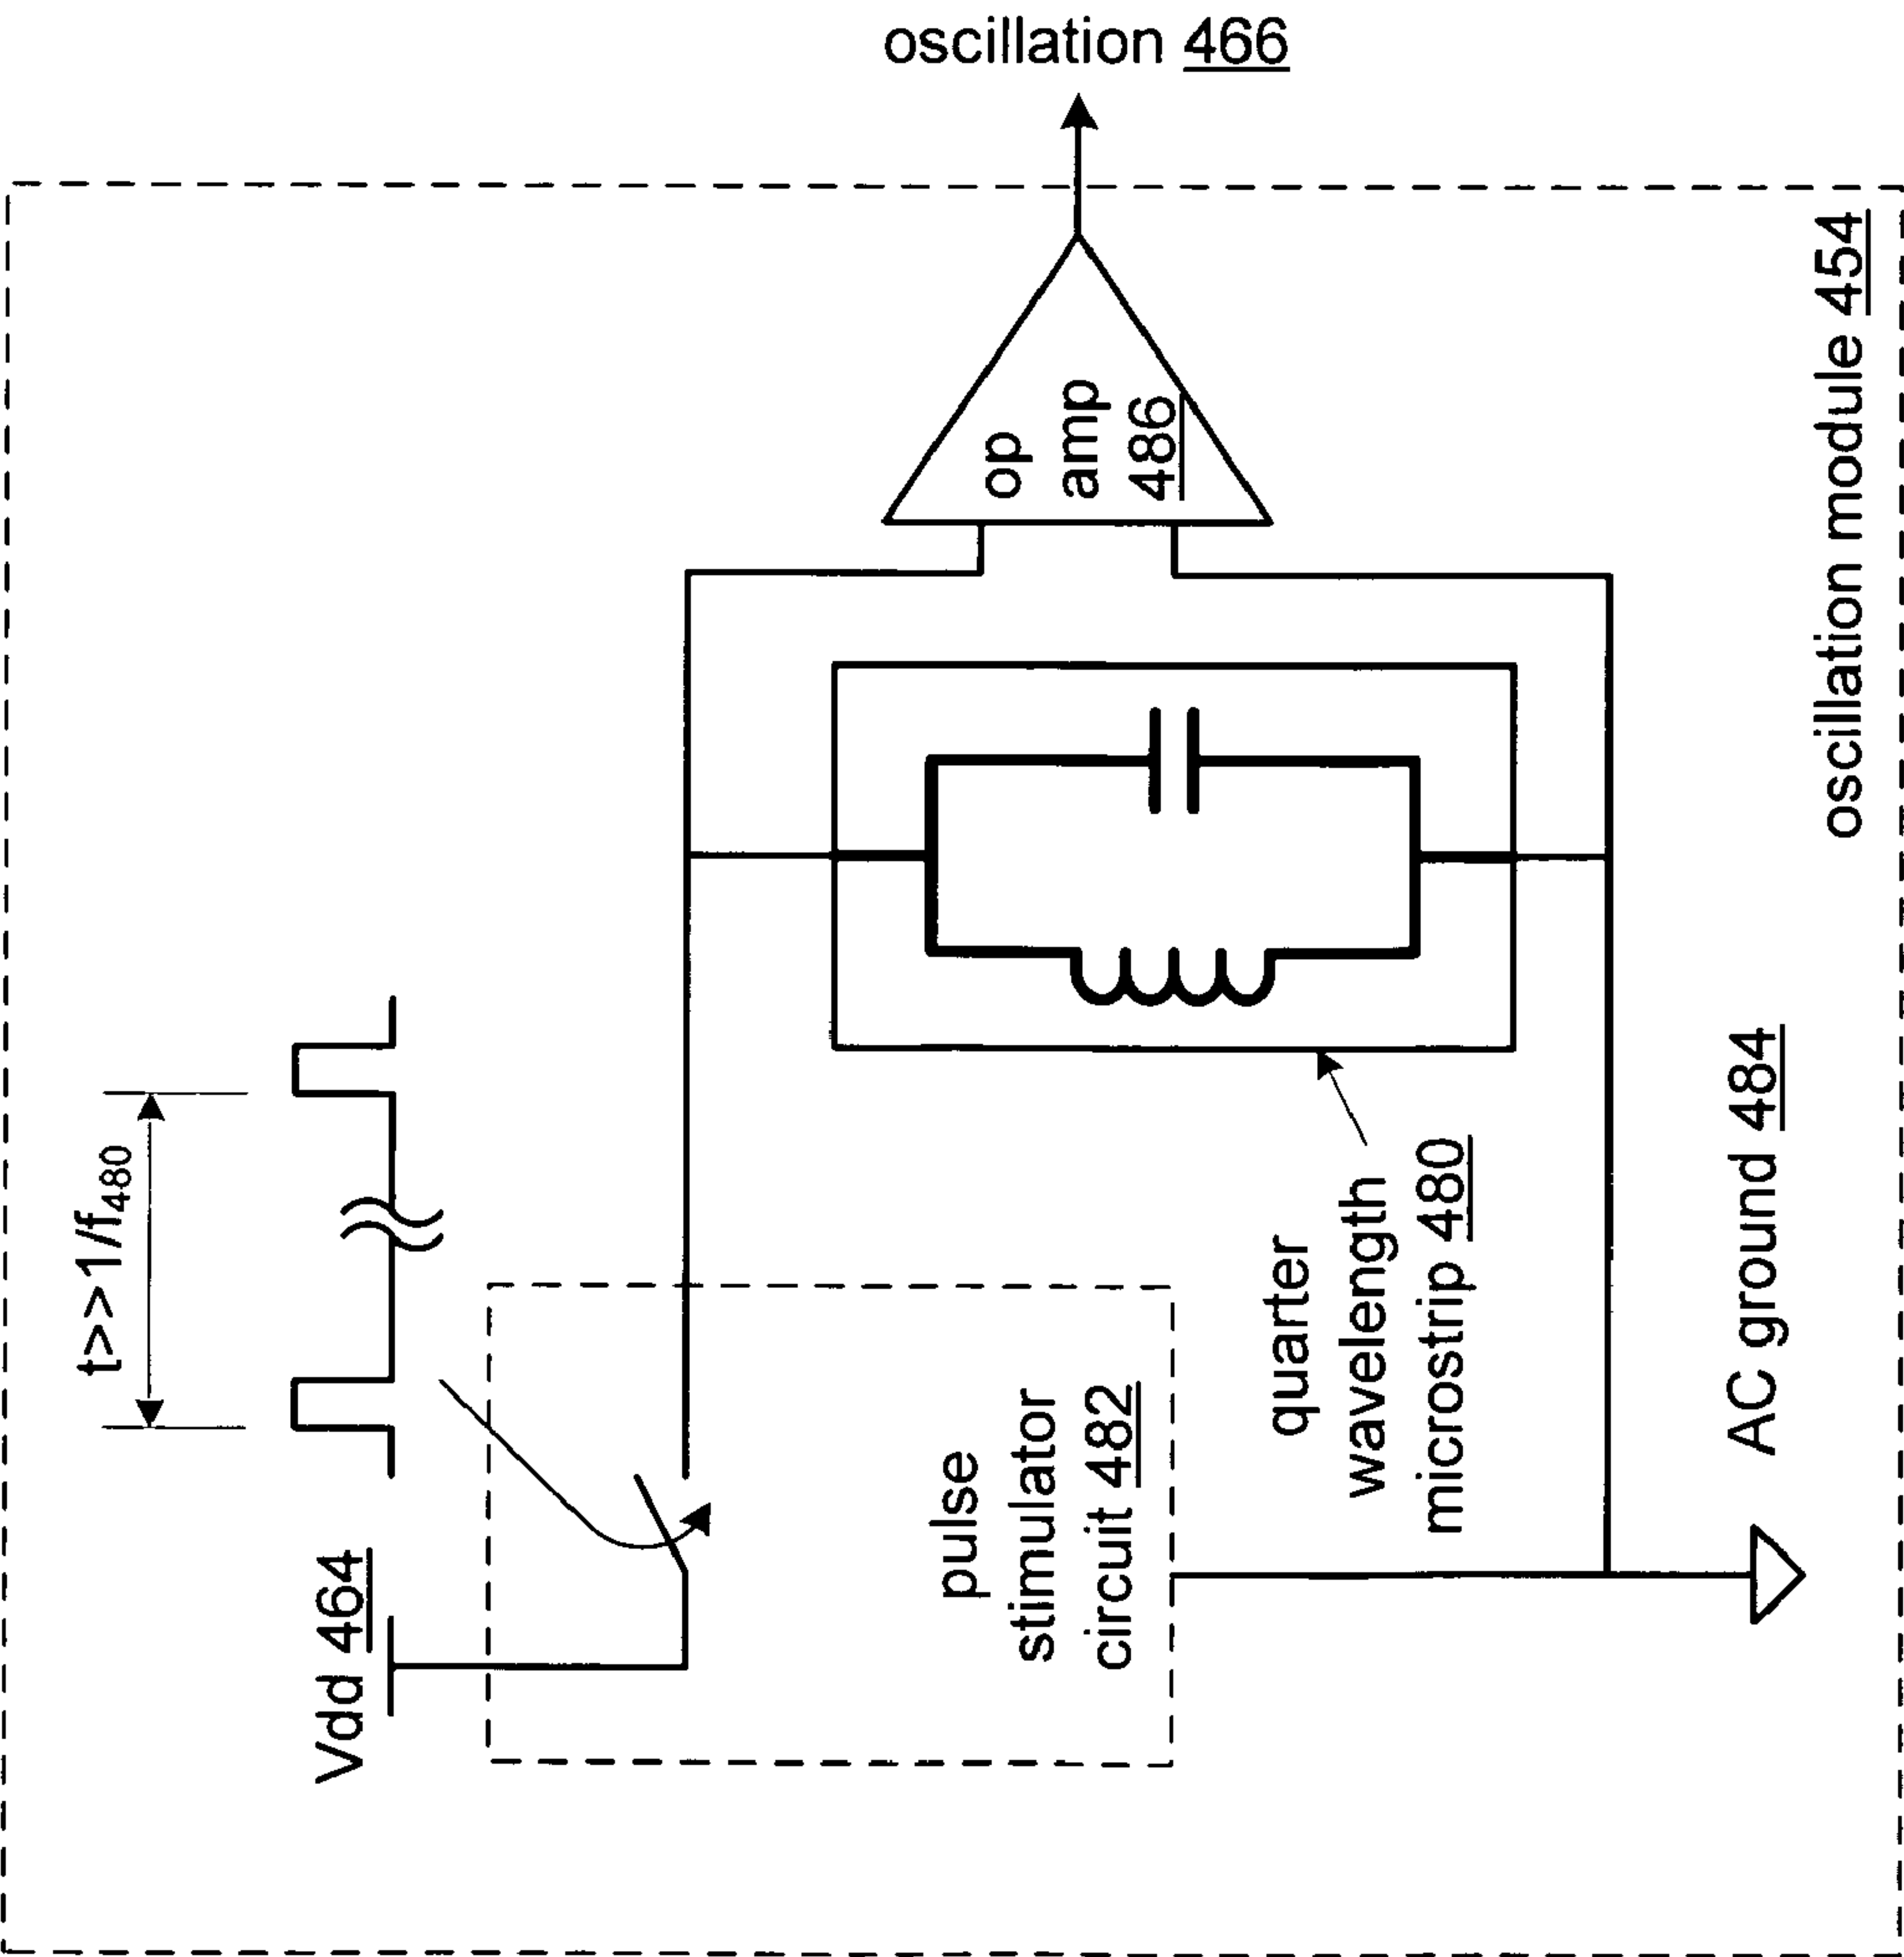 oscillation 466
t>>1/f480
Vdd 464
pulse
stimulator
circuit 482
quarter
wavelength
microstrip 480
op
amp
486
AC ground 484
oscillation module 454